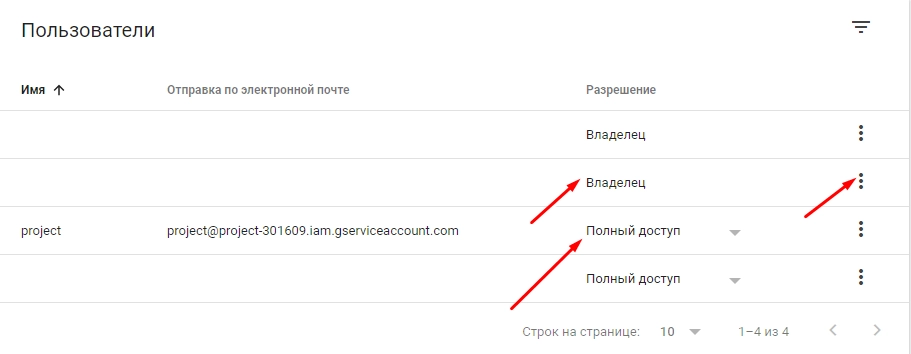 Пользователи
Имя Отправка по электронной почте Разрешение
Владелец
Владелец
project project@project-301609.iam.gserviceaccount.com Полный доступ
Полный доступ
Строк на странице: 10 1–4 из 4